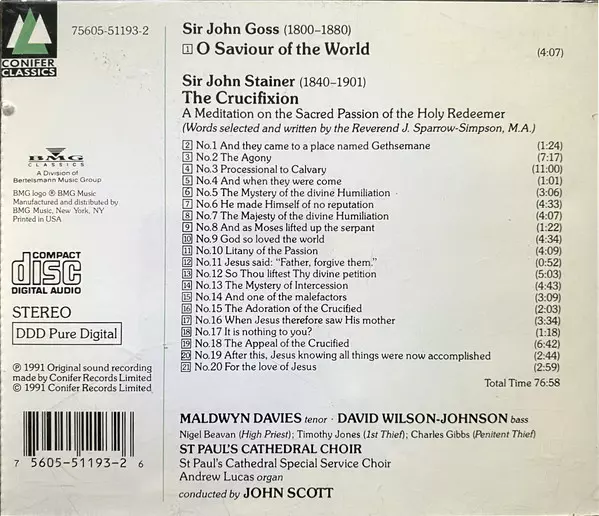 75605-51193-2
CONIFER
CLASSICS
BMG
CLASSICS
A Division of
Bertelsmann Music Group
BMG logo ® BMG Music
Manufactured and distributed by
BMG Music, New York, NY
Printed in USA
COMPACT
disc
DIGITAL AUDIO
STEREO
DDD Pure Digital
℗ 1991 Original sound recording
made by Conifer Records Limited
© 1991 Conifer Records Limited
7 5605-51193-2 6
Sir John Goss (1800-1880)
1 O Saviour of the World (4:07)
Sir John Stainer (1840-1901)
The Crucifixion
A Meditation on the Sacred Passion of the Holy Redeemer
(Words selected and written by the Reverend J. Sparrow-Simpson, M.A.)
2 No.1 And they came to a place named Gethsemane (1:24)
3 No.2 The Agony (7:17)
4 No.3 Processional to Calvary (11:00)
5 No.4 And when they were come (1:01)
6 No.5 The Mystery of the divine Humiliation (3:06)
7 No.6 He made Himself of no reputation (4:33)
8 No.7 The Majesty of the divine Humiliation (4:07)
9 No.8 And as Moses lifted up the serpant (1:22)
10 No.9 God so loved the world (4:34)
11 No.10 Litany of the Passion (4:09)
12 No.11 Jesus said: "Father, forgive them." (0:52)
13 No.12 So Thou liftest Thy divine petition (5:03)
14 No.13 The Mystery of Intercession (4:43)
15 No.14 And one of the malefactors (3:09)
16 No.15 The Adoration of the Crucified (2:03)
17 No.16 When Jesus therefore saw His mother (3:34)
18 No.17 It is nothing to you? (1:18)
19 No.18 The Appeal of the Crucified (6:42)
20 No.19 After this, Jesus knowing all things were now accomplished (2:44)
21 No.20 For the love of Jesus (2:59)
Total Time 76:58
MALDWYN DAVIES tenor · DAVID WILSON-JOHNSON bass
Nigel Beavan (High Priest); Timothy Jones (1st Thief); Charles Gibbs (Penitent Thief)
ST PAUL'S CATHEDRAL CHOIR
St Paul's Cathedral Special Service Choir
Andrew Lucas organ
conducted by JOHN SCOTT